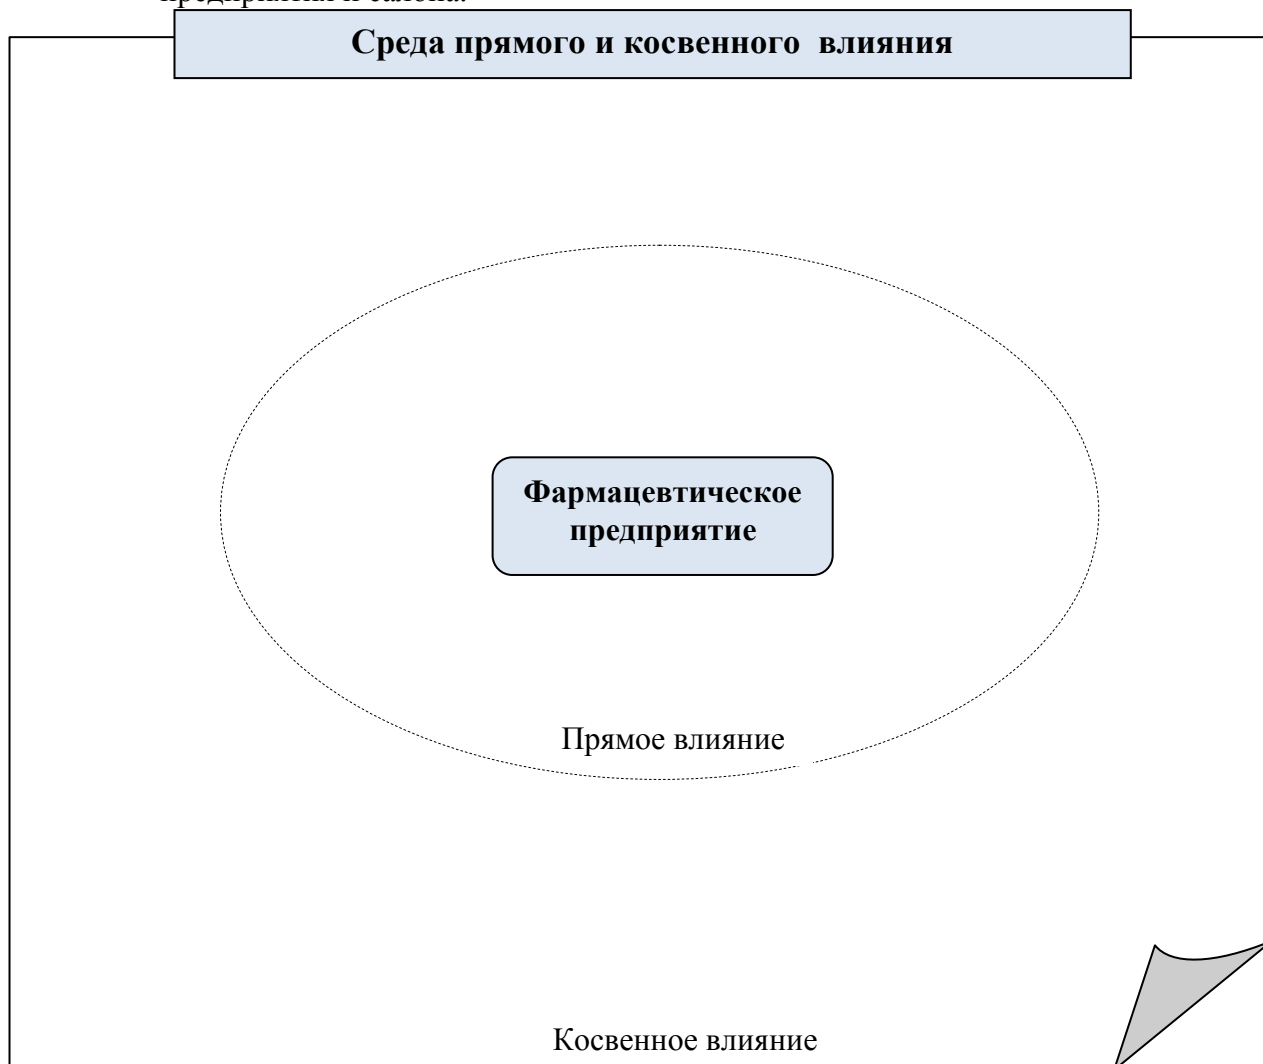 Среда прямого и косвенного влияния
Фармацевтическое
предприятие
Прямое влияние
Косвенное влияние